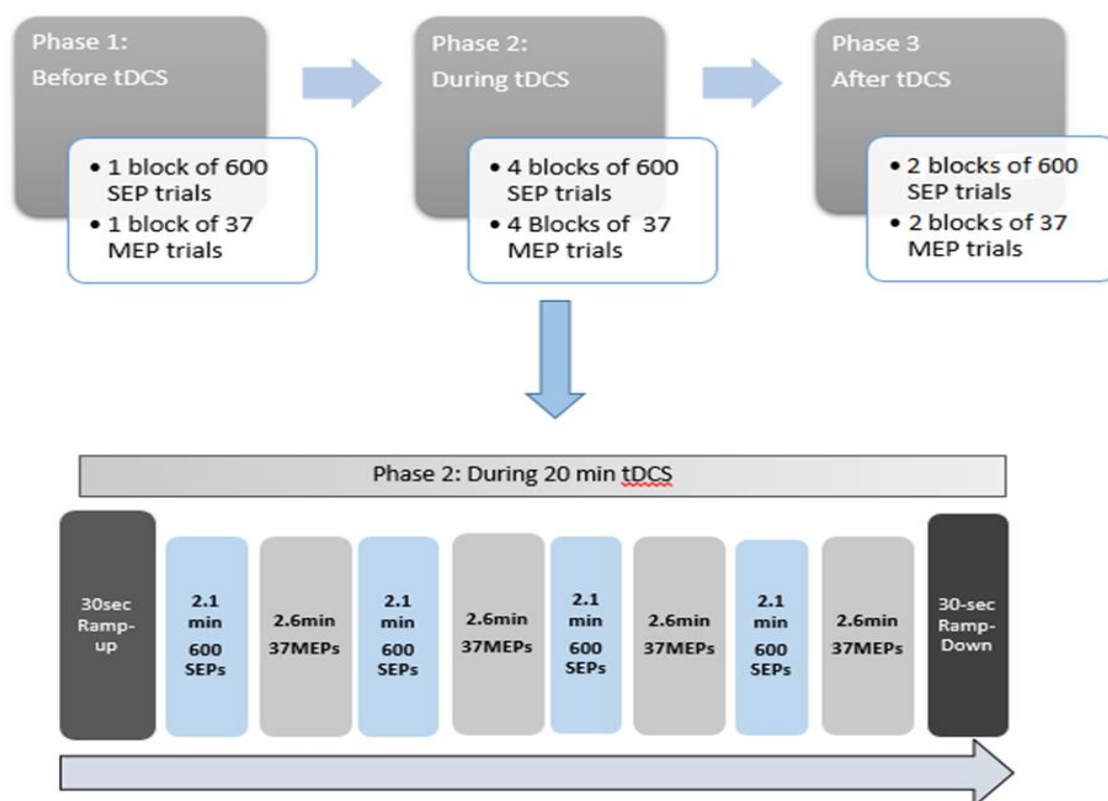 Phase 1:
Before tDCS
• 1 block of 600
SEP trials
• 1 block of 37
MEP trials
Phase 2:
During tDCS
• 4 blocks of 600
SEP trials
• 4 Blocks of 37
MEP trials
Phase 3
After tDCS
• 2 blocks of 600
SEP trials
• 2 blocks of 37
MEP trials
Phase 2: During 20 min tDCS
30sec
Ramp-
up
2.1
min
600
SEPs
2.6min
37MEPs
2.1
min
600
SEPs
2.6min
37MEPs
2.1
min
600
SEPs
2.6min
37MEPs
2.1
min
600
SEPs
2.6min
37MEPs
30-sec
Ramp-
Down